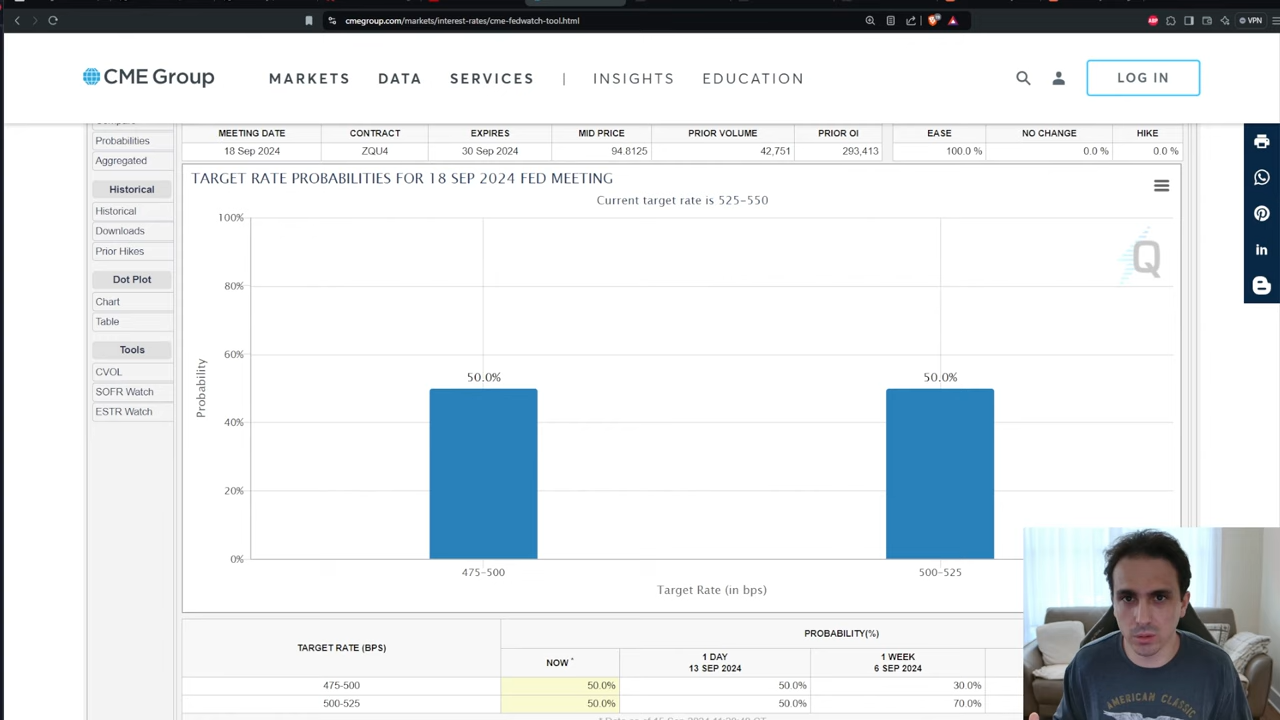 cmegroup.com/markets/interest-rates/cme-fedwatch-tool.html
VPN
CME Group
MARKETS DATA SERVICES | INSIGHTS EDUCATION
LOG IN
Probabilities
Aggregated
Historical
Historical
Downloads
Prior Hikes
Dot Plot
Chart
Table
Tools
CVOL
SOFR Watch
ESTR Watch
MEETING DATE CONTRACT EXPIRES MID PRICE PRIOR VOLUME PRIOR OI EASE NO CHANGE HIKE
18 Sep 2024 ZQU4 30 Sep 2024 94.8125 42,751 293,413 100.0 % 0.0 % 0.0 %
TARGET RATE PROBABILITIES FOR 18 SEP 2024 FED MEETING
Current target rate is 525-550
Q
100%
80%
60%
40%
20%
0%
Probability
50.0% 50.0%
475-500 500-525
Target Rate (in bps)
TARGET RATE (BPS) PROBABILITY(%)
NOW * 1 DAY 1 WEEK
13 SEP 2024 6 SEP 2024
475-500 50.0% 50.0% 30.0%
500-525 50.0% 50.0% 70.0%
AMERICAN CLASSIC